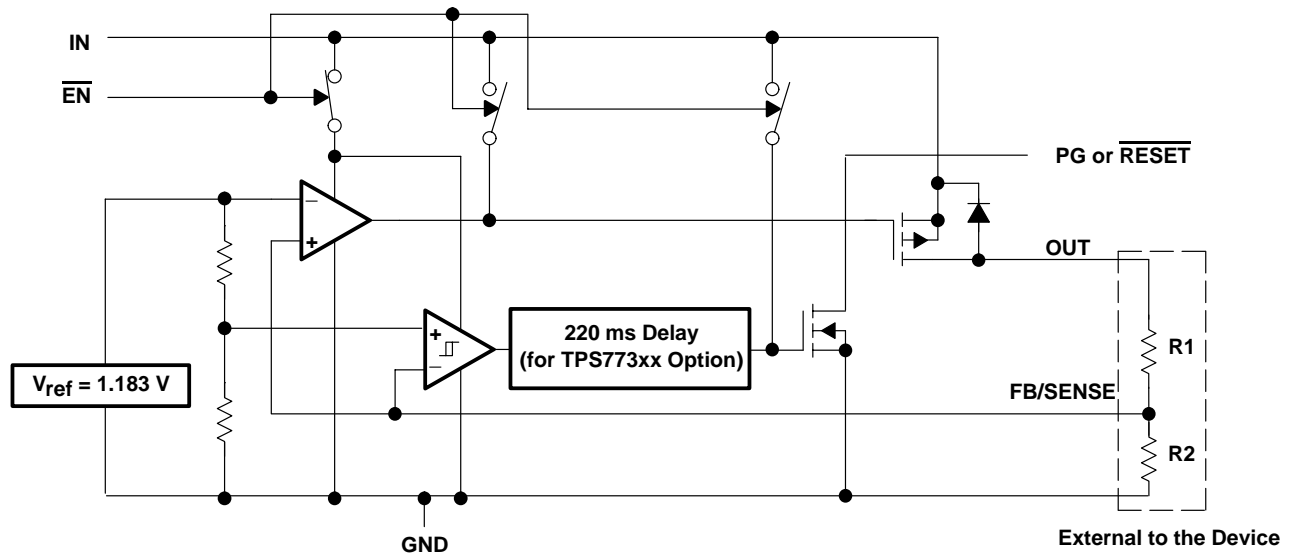 IN
EN
PG or RESET
–
+
OUT
+
–
220 ms Delay
(for TPS773xx Option)
R1
Vref = 1.183 V
FB/SENSE
R2
GND
External to the Device